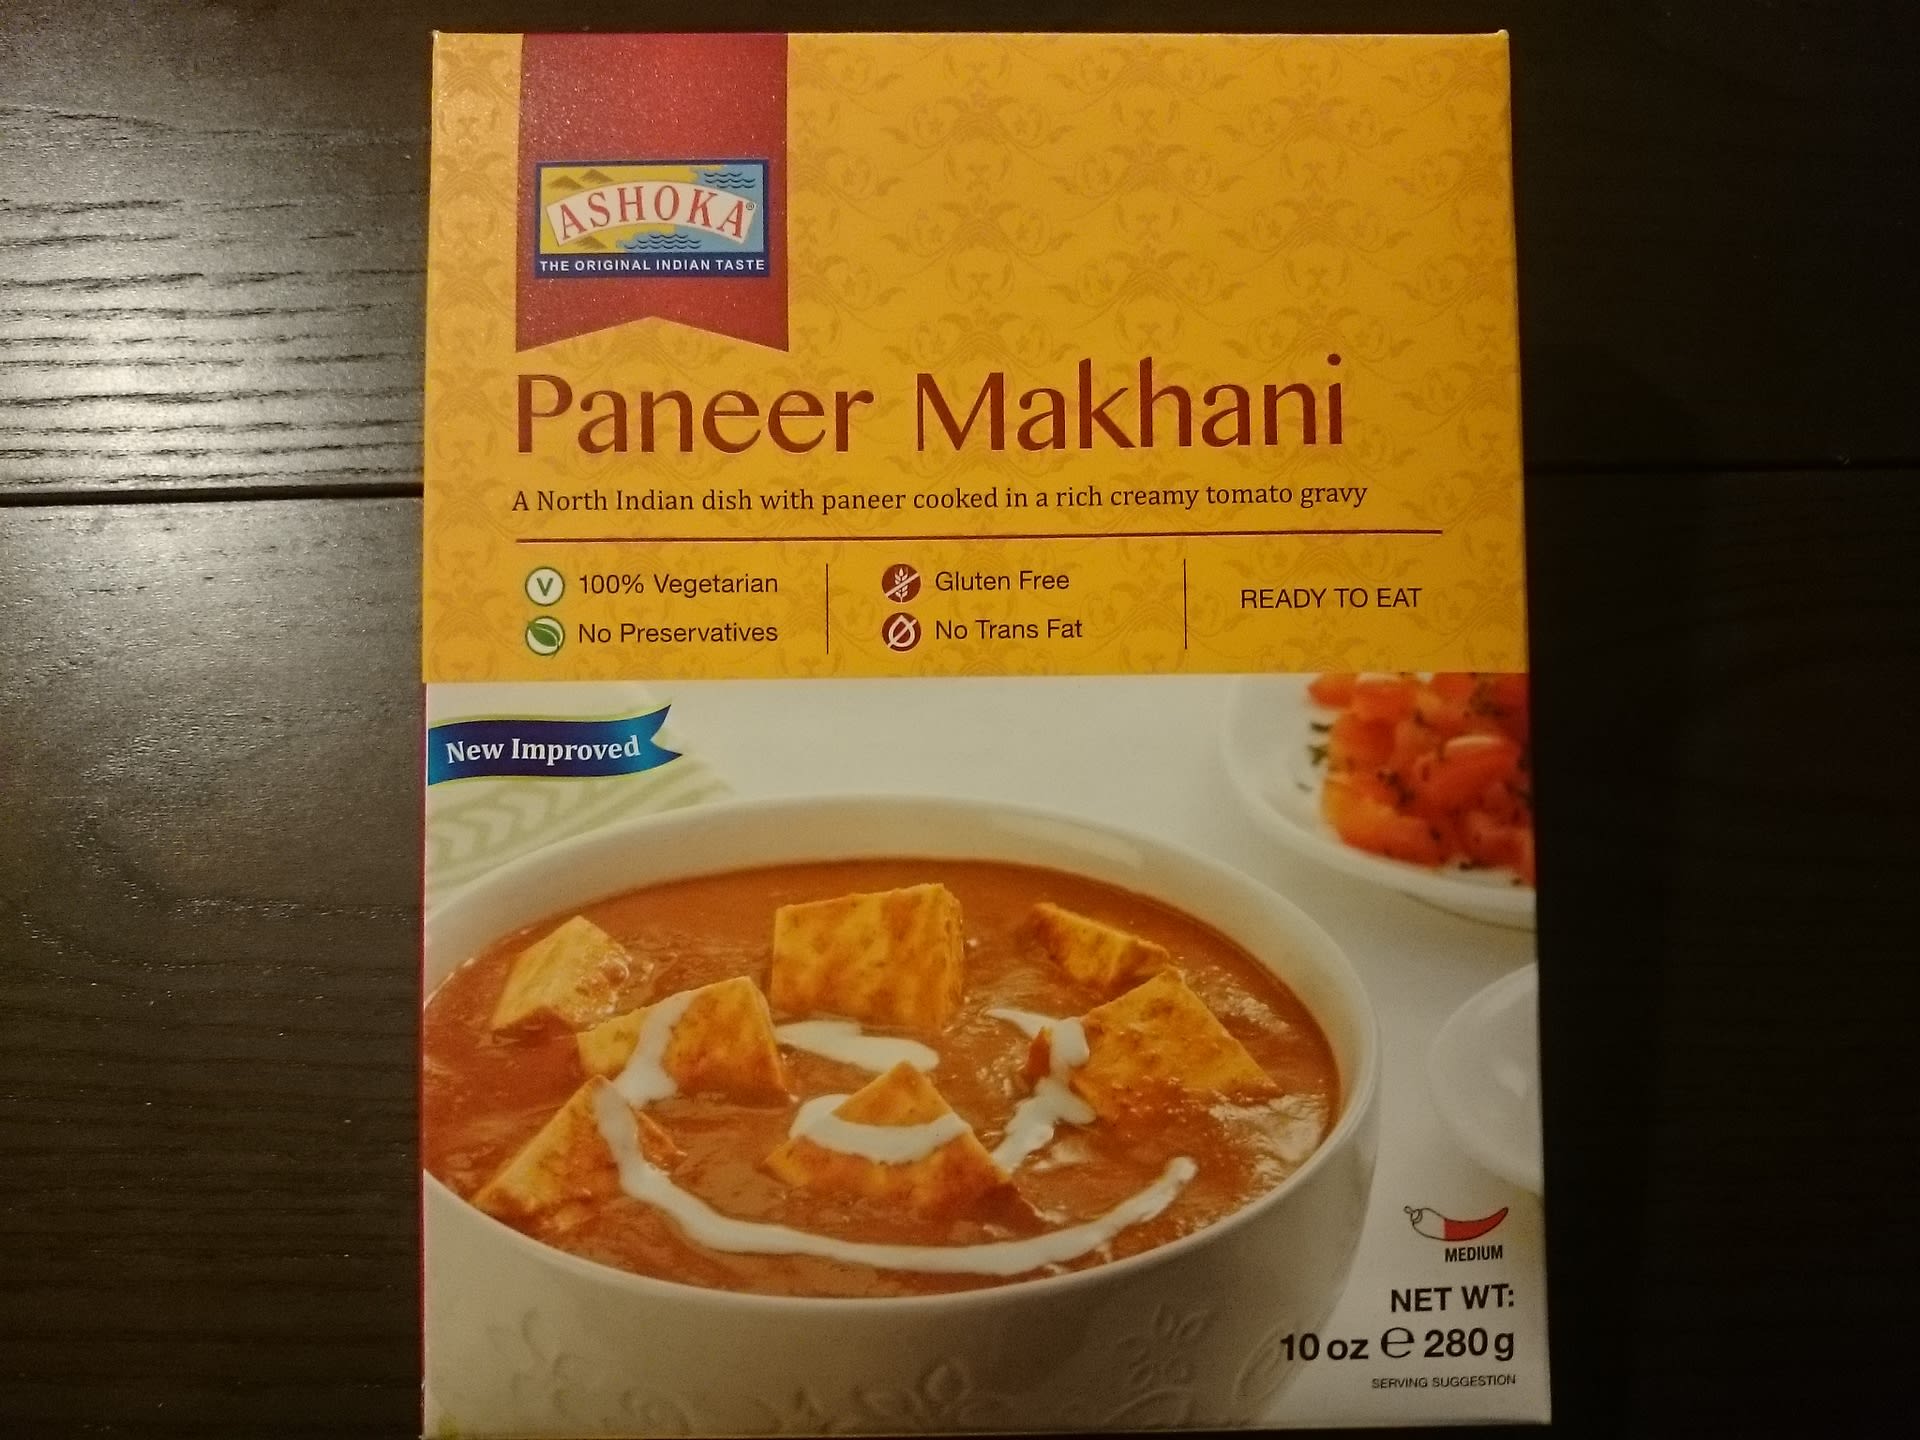 ASHOKA®
THE ORIGINAL INDIAN TASTE
Paneer Makhani
A North Indian dish with paneer cooked in a rich creamy tomato gravy
V 100% Vegetarian
No Preservatives
Gluten Free
No Trans Fat
READY TO EAT
New Improved
MEDIUM
NET WT:
10 oz ℮ 280g
SERVING SUGGESTION